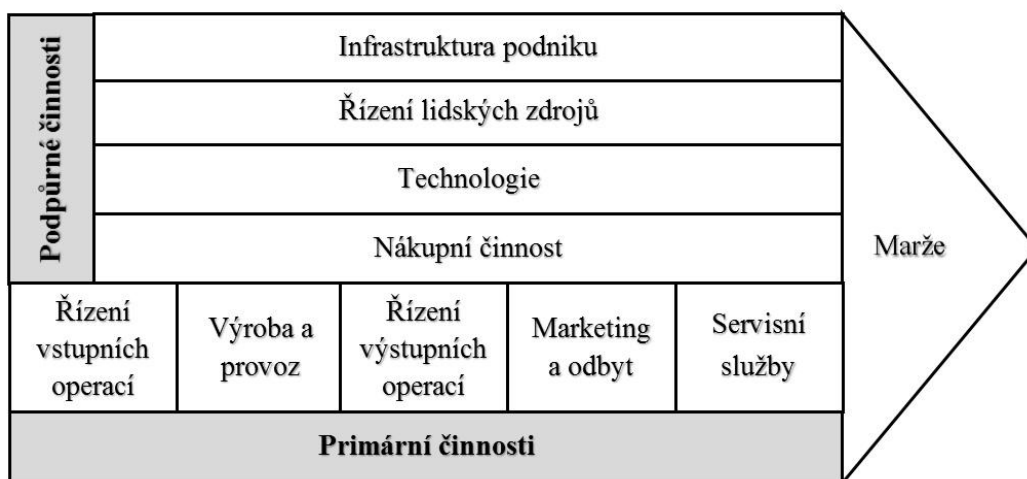 Podpůrné činnosti
Infrastruktura podniku
Řízení lidských zdrojů
Technologie
Nákupní činnost
Marže
Řízení
vstupních
operací
Výroba a
provoz
Řízení
výstupních
operací
Marketing
a odbyt
Servisní
služby
Primární činnosti